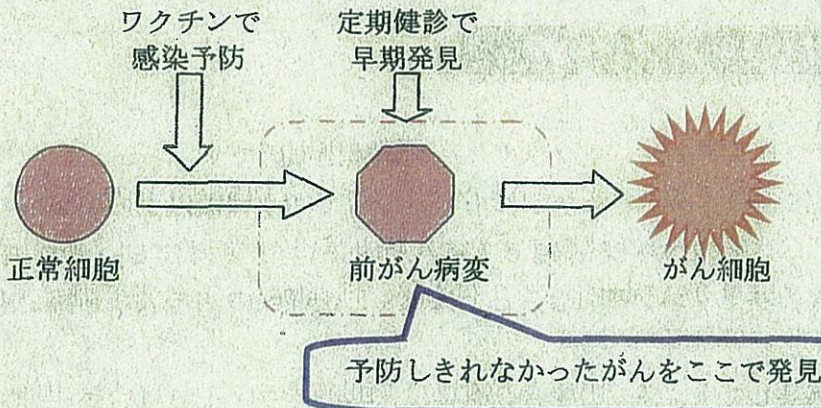 ワクチンで
感染予防
定期健診で
早期発見
正常細胞
前がん病変
がん細胞
予防しきれなかったがんをここで発見